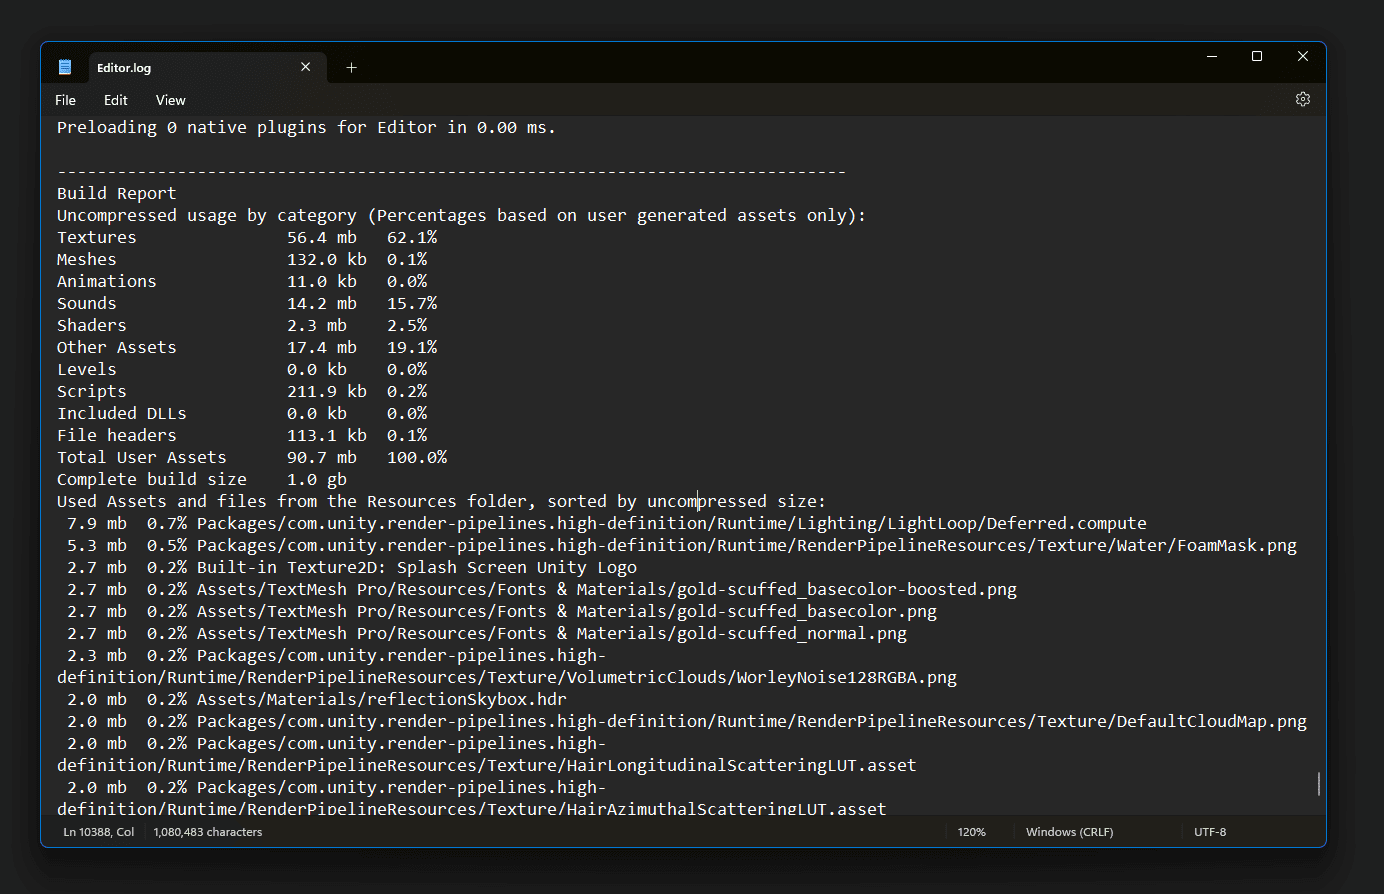 Editor.log
File Edit View
Preloading 0 native plugins for Editor in 0.00 ms.
-------------------------------------------------------------------------------
Build Report
Uncompressed usage by category (Percentages based on user generated assets only):
Textures 56.4 mb 62.1%
Meshes 132.0 kb 0.1%
Animations 11.0 kb 0.0%
Sounds 14.2 mb 15.7%
Shaders 2.3 mb 2.5%
Other Assets 17.4 mb 19.1%
Levels 0.0 kb 0.0%
Scripts 211.9 kb 0.2%
Included DLLs 0.0 kb 0.0%
File headers 113.1 kb 0.1%
Total User Assets 90.7 mb 100.0%
Complete build size 1.0 gb
Used Assets and files from the Resources folder, sorted by uncompressed size:
7.9 mb 0.7% Packages/com.unity.render-pipelines.high-definition/Runtime/Lighting/LightLoop/Deferred.compute
5.3 mb 0.5% Packages/com.unity.render-pipelines.high-definition/Runtime/RenderPipelineResources/Texture/Water/FoamMask.png
2.7 mb 0.2% Built-in Texture2D: Splash Screen Unity Logo
2.7 mb 0.2% Assets/TextMesh Pro/Resources/Fonts & Materials/gold-scuffed_basecolor-boosted.png
2.7 mb 0.2% Assets/TextMesh Pro/Resources/Fonts & Materials/gold-scuffed_basecolor.png
2.7 mb 0.2% Assets/TextMesh Pro/Resources/Fonts & Materials/gold-scuffed_normal.png
2.3 mb 0.2% Packages/com.unity.render-pipelines.high-
definition/Runtime/RenderPipelineResources/Texture/VolumetricClouds/WorleyNoise128RGBA.png
2.0 mb 0.2% Assets/Materials/reflectionSkybox.hdr
2.0 mb 0.2% Packages/com.unity.render-pipelines.high-definition/Runtime/RenderPipelineResources/Texture/DefaultCloudMap.png
2.0 mb 0.2% Packages/com.unity.render-pipelines.high-
definition/Runtime/RenderPipelineResources/Texture/HairLongitudinalScatteringLUT.asset
2.0 mb 0.2% Packages/com.unity.render-pipelines.high-
definition/Runtime/RenderPipelineResources/Texture/HairAzimuthalScatteringLUT.asset
Ln 10388, Col 1,080,483 characters 120% Windows (CRLF) UTF-8